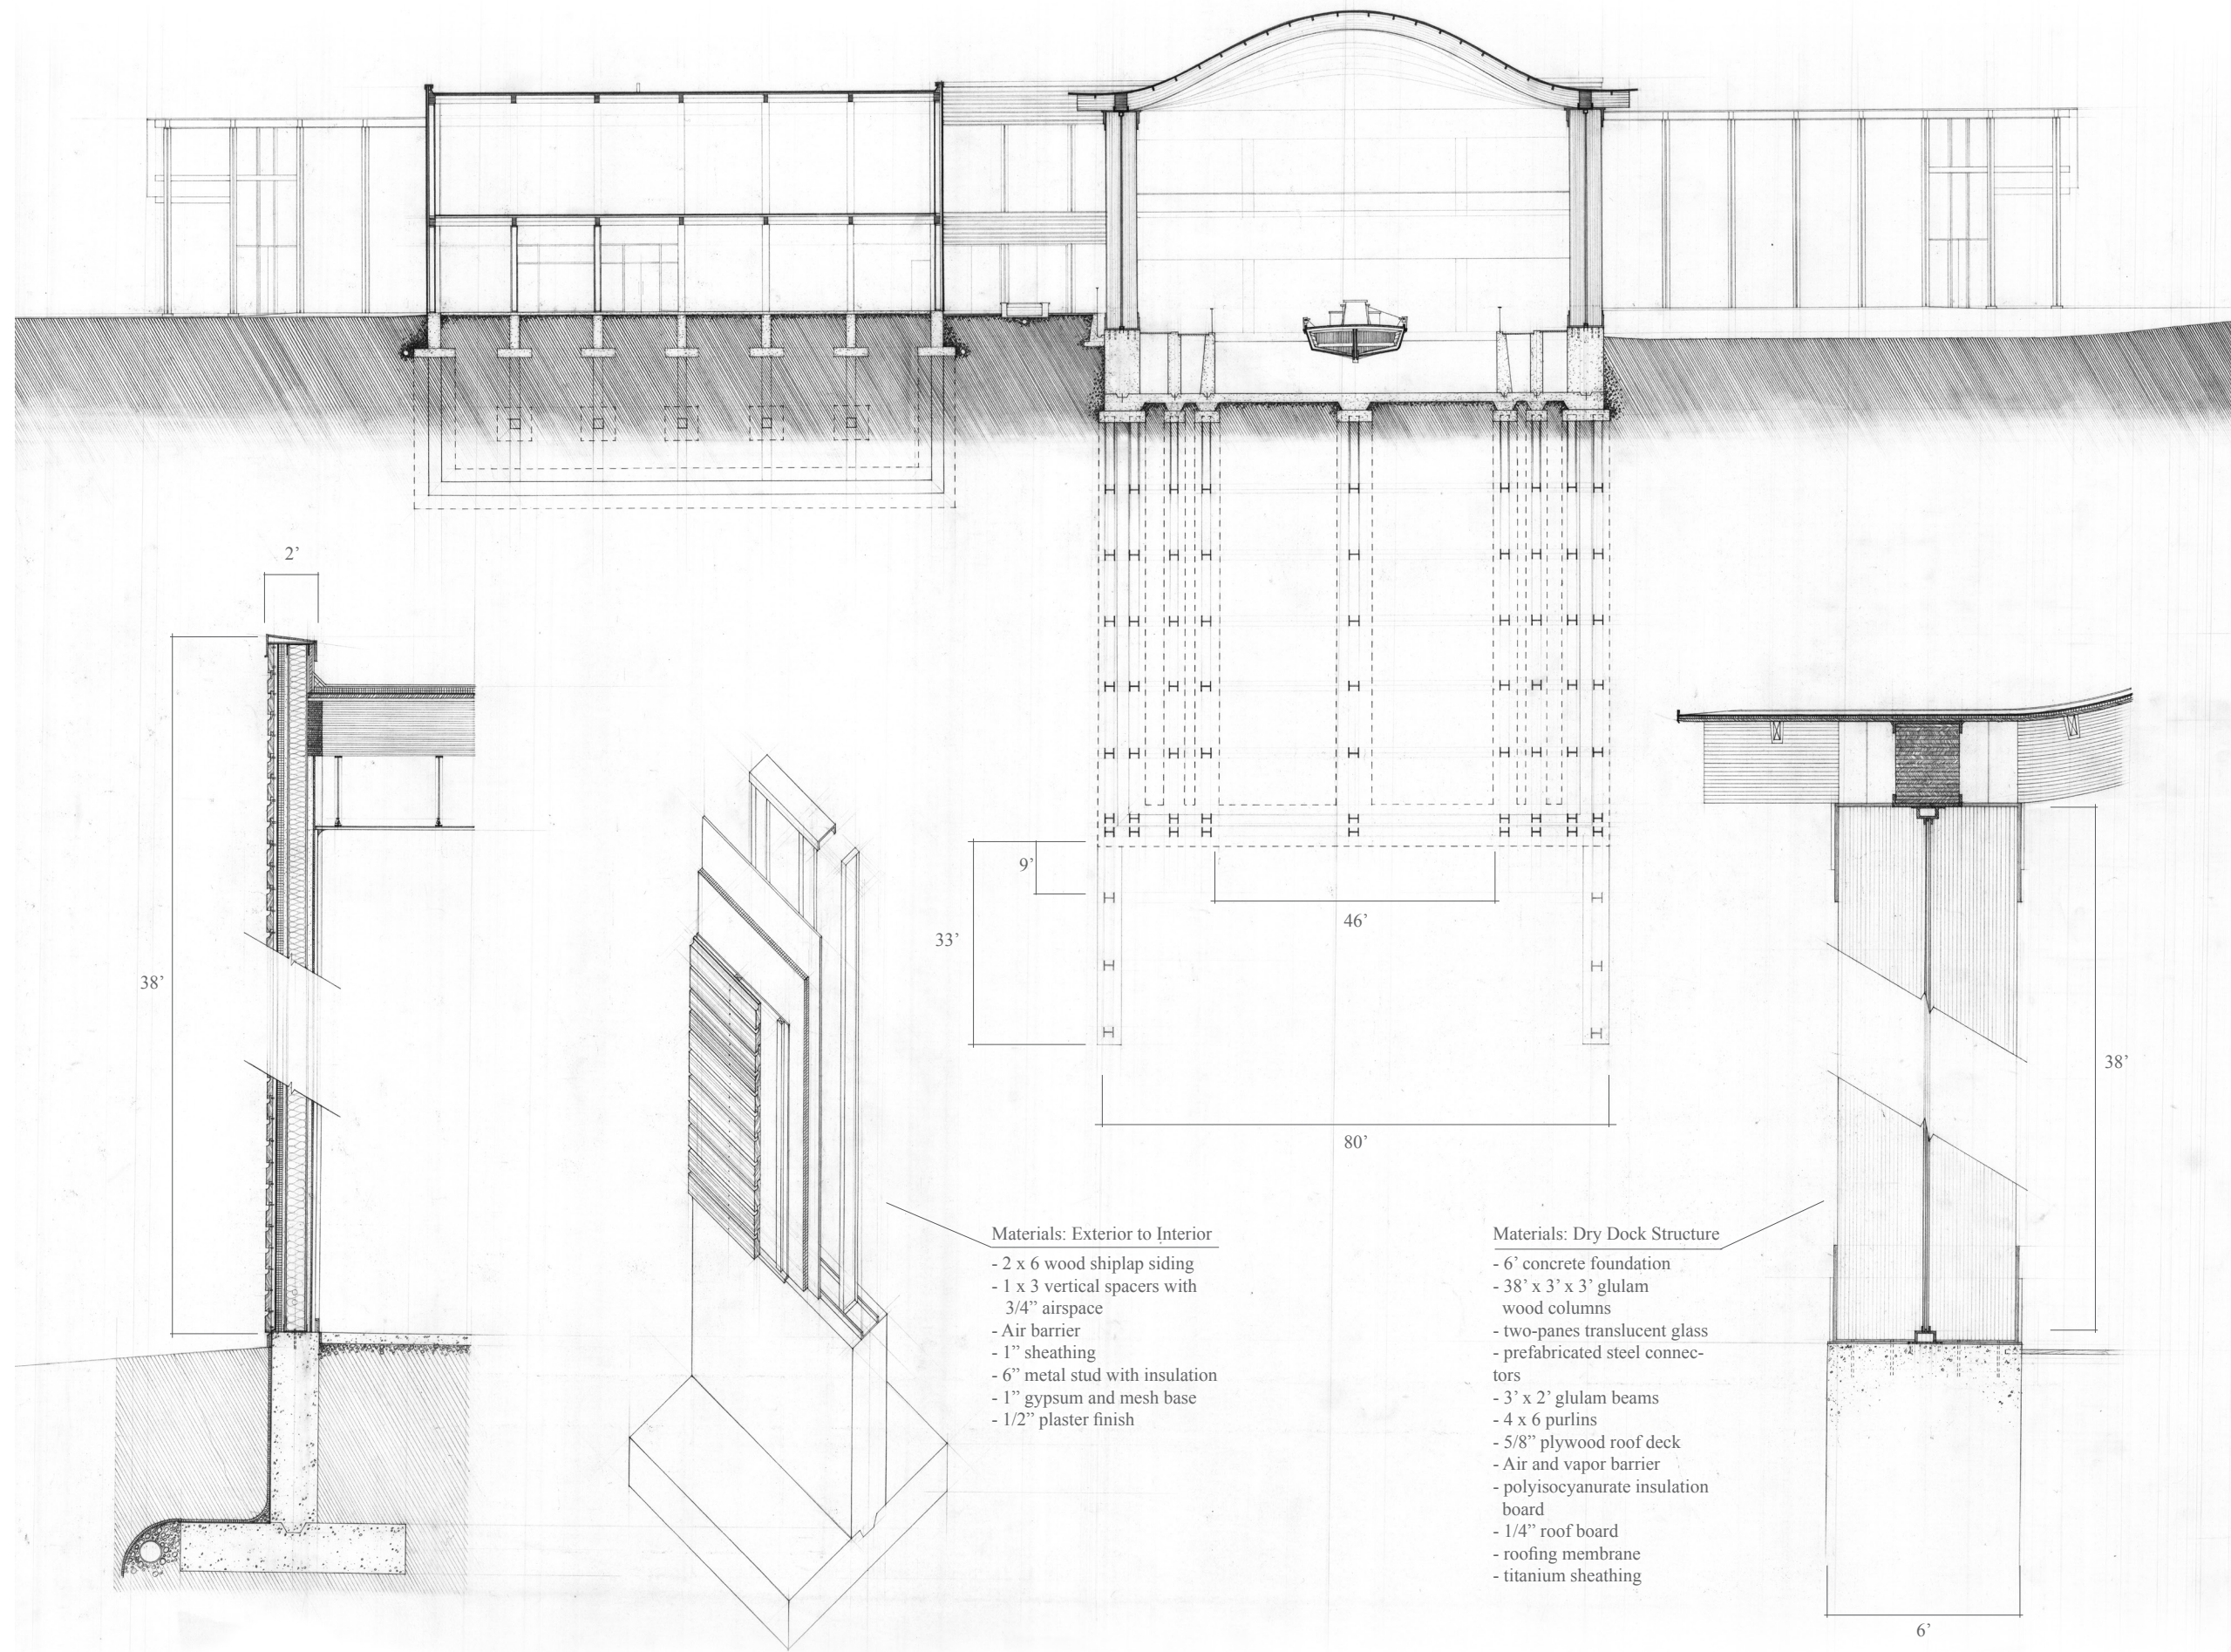 2’
38’
9’
33’
46’
80’
38’
6’
Materials: Exterior to Interior
- 2 x 6 wood shiplap siding
- 1 x 3 vertical spacers with
3/4” airspace
- Air barrier
- 1” sheathing
- 6” metal stud with insulation
- 1” gypsum and mesh base
- 1/2” plaster finish
Materials: Dry Dock Structure
- 6’ concrete foundation
- 38’ x 3’ x 3’ glulam
wood columns
- two-panes translucent glass
- prefabricated steel connec-
tors
- 3’ x 2’ glulam beams
- 4 x 6 purlins
- 5/8” plywood roof deck
- Air and vapor barrier
- polyisocyanurate insulation
board
- 1/4” roof board
- roofing membrane
- titanium sheathing